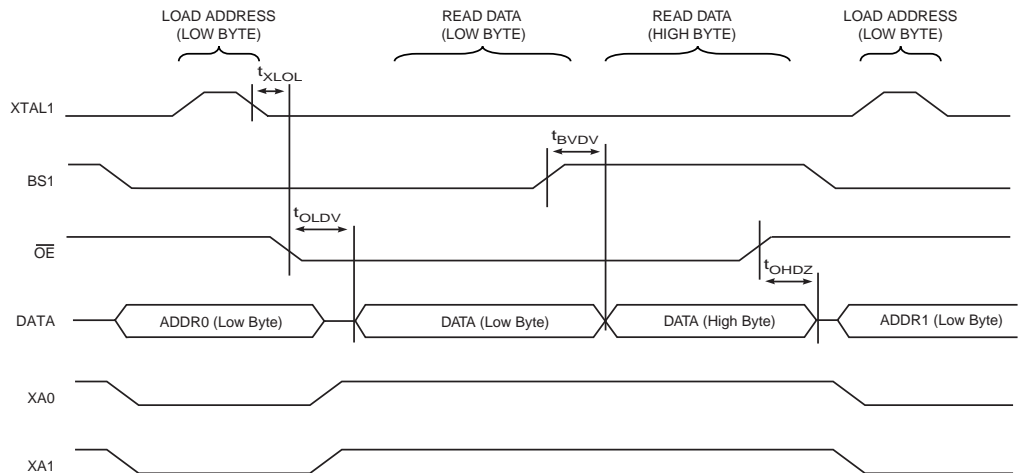 LOAD ADDRESS
(LOW BYTE)
READ DATA
(LOW BYTE)
READ DATA
(HIGH BYTE)
LOAD ADDRESS
(LOW BYTE)
tXLOL
XTAL1
tBVDV
BS1
tOLDV
OE
tOHDZ
DATA
ADDR0 (Low Byte)
DATA (Low Byte)
DATA (High Byte)
ADDR1 (Low Byte)
XA0
XA1